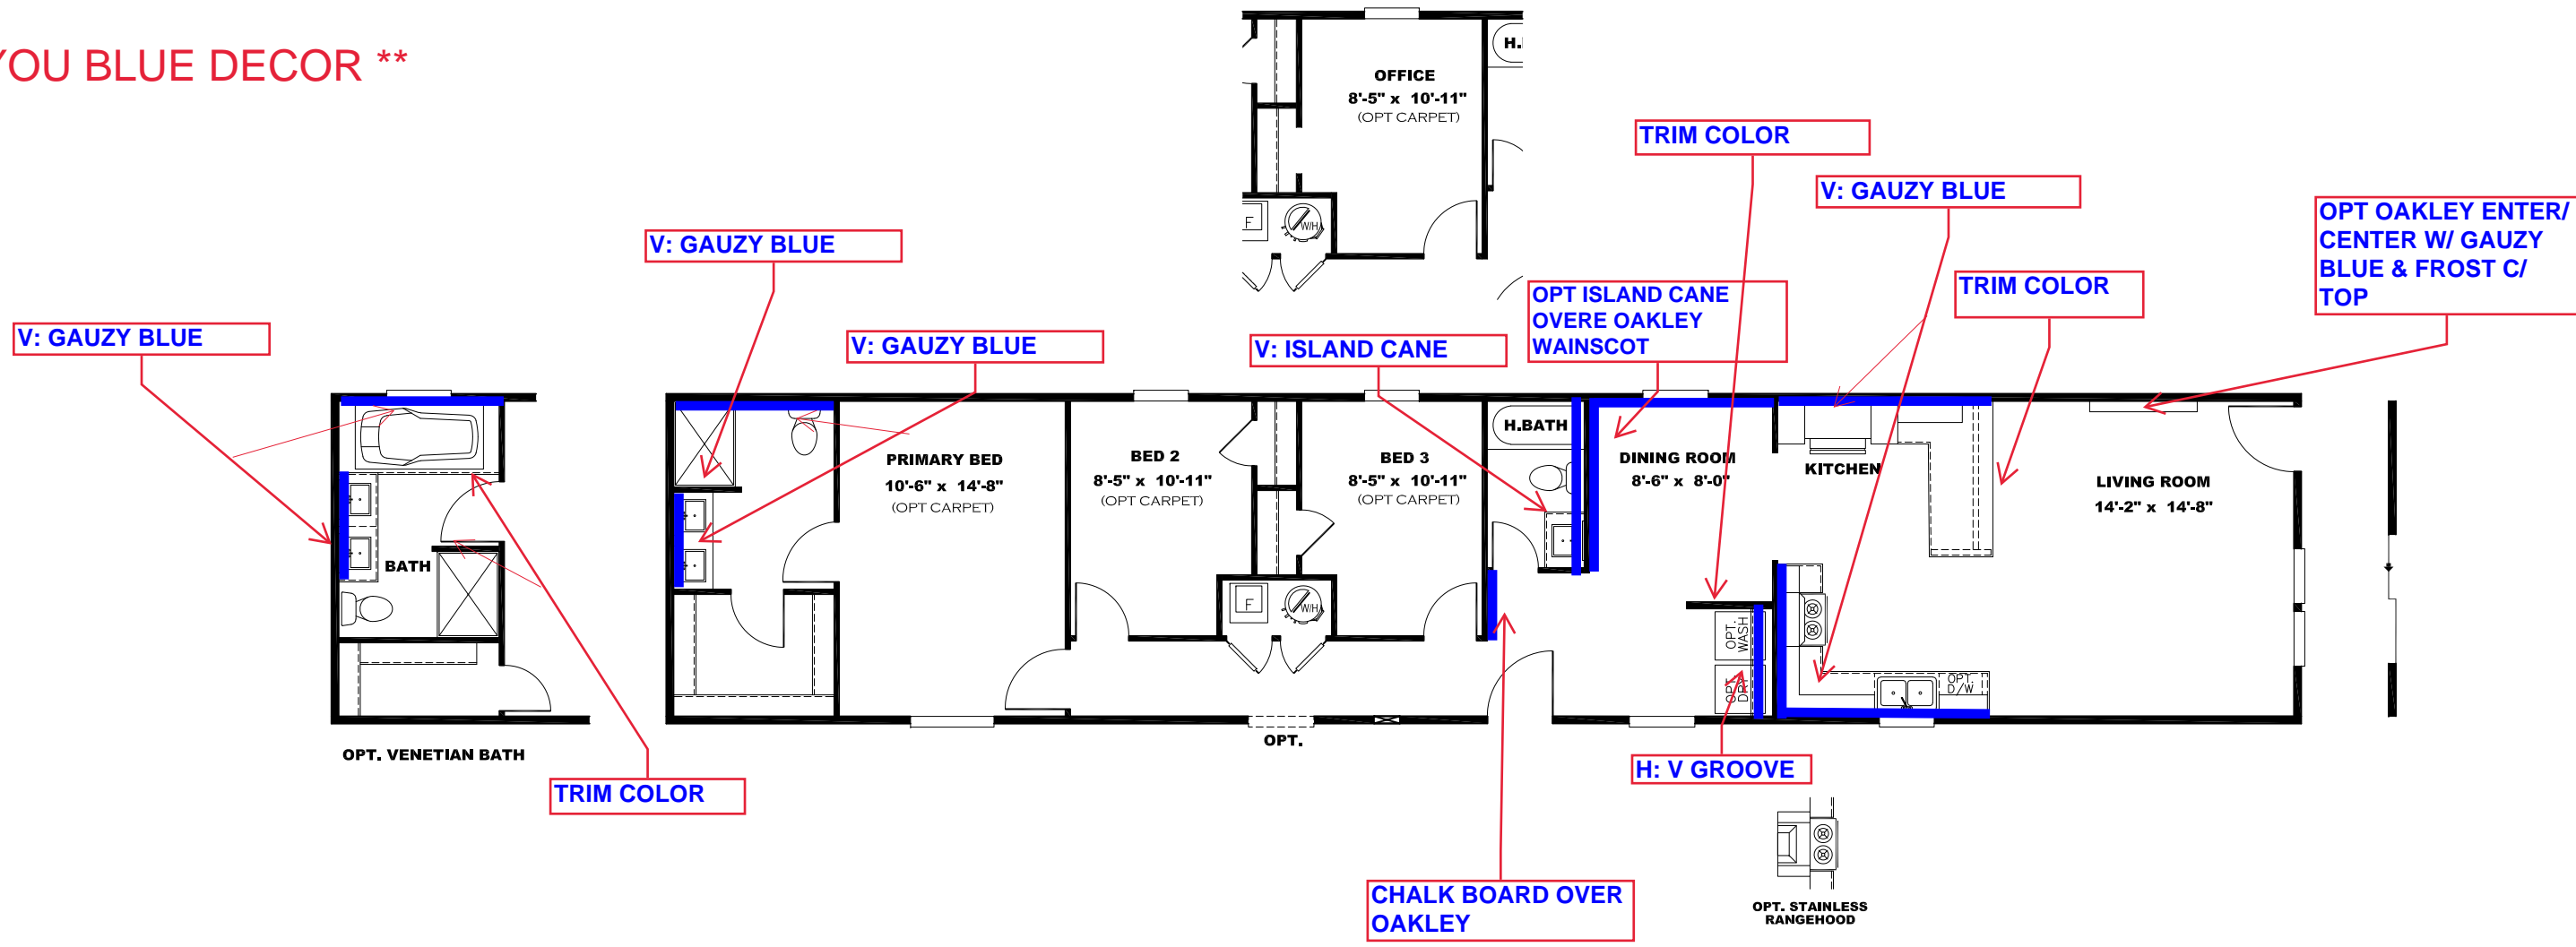 YOU BLUE DECOR **
OFFICE
8'-5" x 10'-11"
(OPT CARPET)
F
W/H
TRIM COLOR
V: GAUZY BLUE
OPT OAKLEY ENTER/
CENTER W/ GAUZY
BLUE & FROST C/
TOP
V: GAUZY BLUE
TRIM COLOR
OPT ISLAND CANE
OVERE OAKLEY
WAINSCOT
V: GAUZY BLUE
V: GAUZY BLUE
V: ISLAND CANE
BATH
OPT. VENETIAN BATH
TRIM COLOR
PRIMARY BED
10'-6" x 14'-8"
(OPT CARPET)
BED 2
8'-5" x 10'-11"
(OPT CARPET)
BED 3
8'-5" x 10'-11"
(OPT CARPET)
H.BATH
DINING ROOM
8'-6" x 8'-0"
KITCHEN
LIVING ROOM
14'-2" x 14'-8"
F
W/H
OPT.
WASH
OPT.
DRY
OPT.
D/W
OPT.
H: V GROOVE
CHALK BOARD OVER
OAKLEY
OPT. STAINLESS
RANGEHOOD